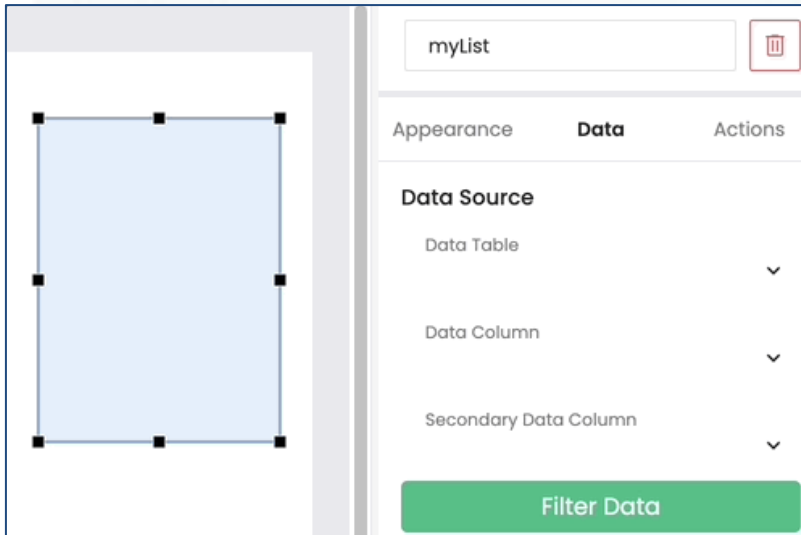 myList
Appearance Data Actions
Data Source
Data Table
Data Column
Secondary Data Column
Filter Data